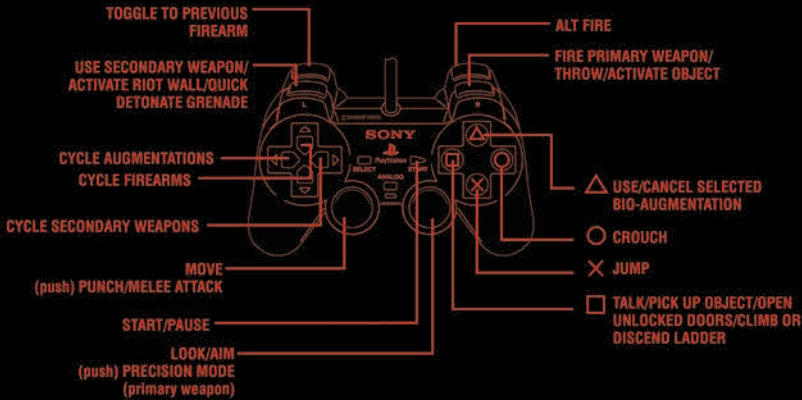 TOGGLE TO PREVIOUS
FIREARM
USE SECONDARY WEAPON/
ACTIVATE RIOT WALL/QUICK
DETONATE GRENADE
CYCLE AUGMENTATIONS
CYCLE FIREARMS
CYCLE SECONDARY WEAPONS
MOVE
(push) PUNCH/MELEE ATTACK
START/PAUSE
LOOK/AIM
(push) PRECISION MODE
(primary weapon)
L
R
SONY
PlayStation
SELECT
START
ANALOG
ALT FIRE
FIRE PRIMARY WEAPON/
THROW/ACTIVATE OBJECT
USE/CANCEL SELECTED
BIO-AUGMENTATION
CROUCH
JUMP
TALK/PICK UP OBJECT/OPEN
UNLOCKED DOORS/CLIMB OR
DISCEND LADDER